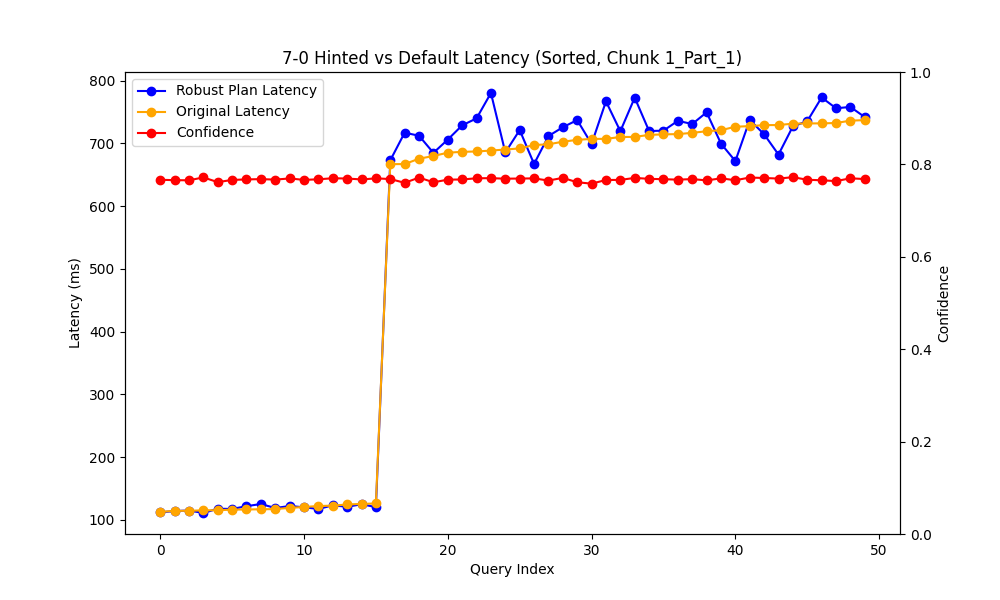 7-0 Hinted vs Default Latency (Sorted, Chunk 1_Part_1)
Robust Plan Latency
Original Latency
Confidence
800
700
600
500
400
300
200
100
Latency (ms)
1.0
0.8
0.6
0.4
0.2
0.0
Confidence
0
10
20
30
40
50
Query Index